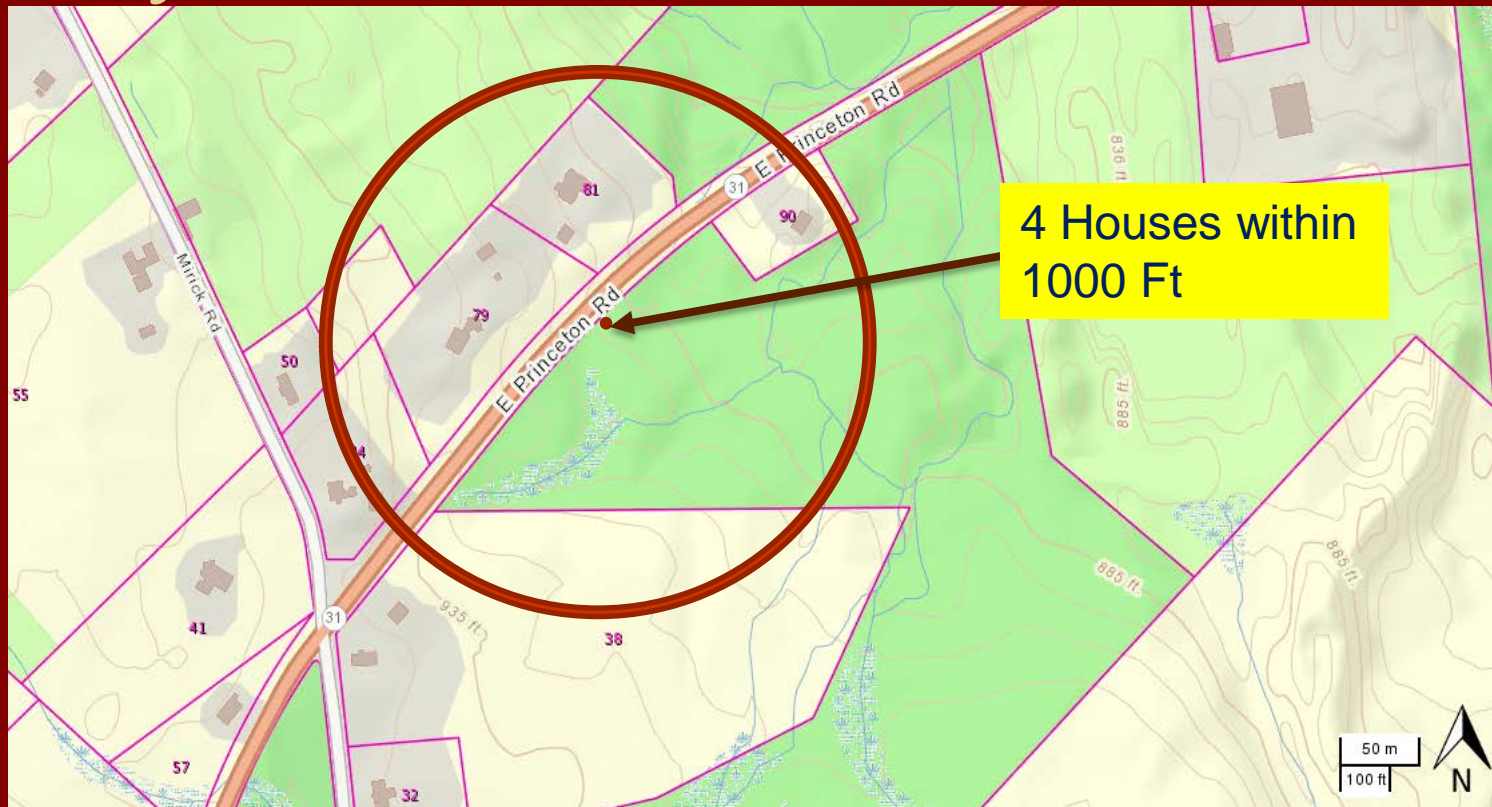 81
E Princeton Rd
31
90
836 ft
4 Houses within
1000 Ft
Mirick Rd
79
E Princeton Rd
50
55
885 ft.
4
885 ft.
885 ft.
935 ft.
41
31
38
57
32
50 m
100 ft
N